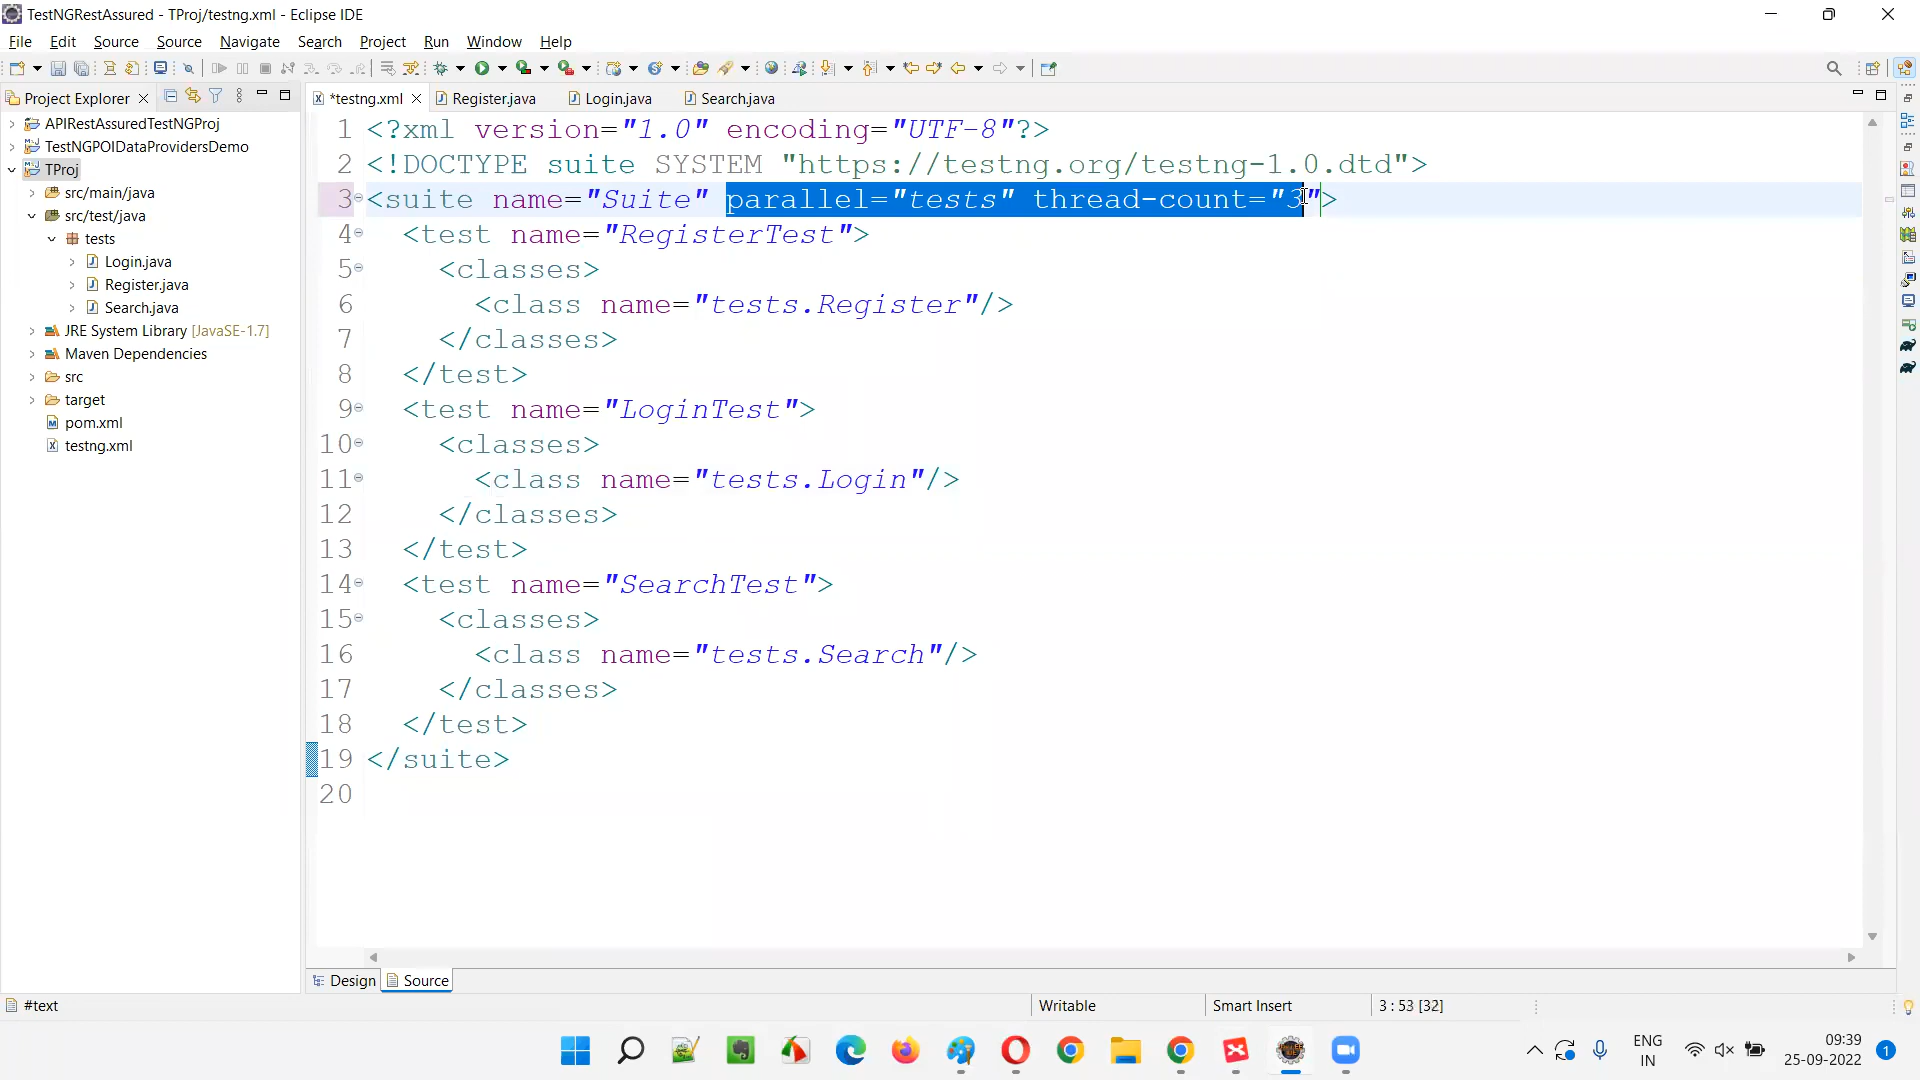 TestNGRestAssured - TProj/testng.xml - Eclipse IDE
File Edit Source Source Navigate Search Project Run Window Help
Project Explorer
*testng.xml Register.java Login.java Search.java
APIRestAssuredTestNGProj
TestNGPOIDataProvidersDemo
TProj
src/main/java
src/test/java
tests
Login.java
Register.java
Search.java
JRE System Library [JavaSE-1.7]
Maven Dependencies
src
target
pom.xml
testng.xml
1 <?xml version="1.0" encoding="UTF-8"?>
2 <!DOCTYPE suite SYSTEM "https://testng.org/testng-1.0.dtd">
3 <suite name="Suite" parallel="tests" thread-count="3">
4 <test name="RegisterTest">
5 <classes>
6 <class name="tests.Register"/>
7 </classes>
8 </test>
9 <test name="LoginTest">
10 <classes>
11 <class name="tests.Login"/>
12 </classes>
13 </test>
14 <test name="SearchTest">
15 <classes>
16 <class name="tests.Search"/>
17 </classes>
18 </test>
19 </suite>
20
Design Source
#text Writable Smart Insert 3 : 53 [32]
ENG
IN
09:39
25-09-2022
1